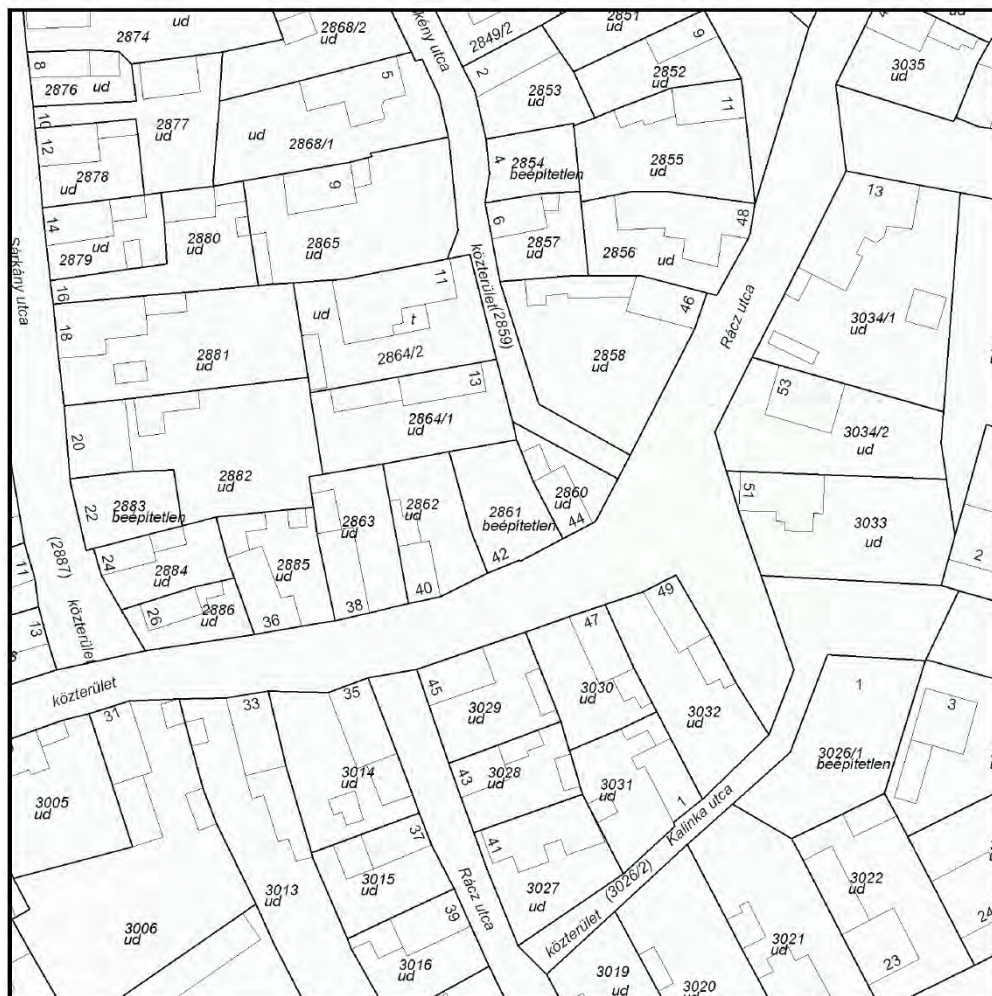 2874
2868/2
ud
kény utca
2849/2
2851
ud
9
2852
ud
3035
ud
ud
8
2876 ud
2877
ud
5
2
2853
ud
11
10
12
2878
ud
ud
2868/1
4
2854
beépítetlen
2855
ud
14
2879
ud
2880
ud
9
2865
ud
6
2857
ud
2856
ud
48
13
Sárkány utca
16
18
2881
ud
ud
11
t
2864/2
közterület
(2859)
46
2858
ud
Rácz utca
3034/1
ud
13
2864/1
ud
53
3034/2
ud
20
2882
ud
22
2883
beépítetlen
2863
ud
2862
ud
2861
beépítetlen
2860
ud
44
42
51
3033
ud
2
(2887)
közterület
11
13
24
2884
ud
2885
ud
26
2886
ud
36
38
40
közterület
31
33
35
45
3029
ud
47
3030
ud
49
3032
ud
1
3026/1
beépítetlen
3
3005
ud
3014
ud
43
3028
ud
3031
ud
1
Kalinka utca
37
41
3006
ud
3013
ud
3015
ud
39
Rácz utca
3016
ud
3027
ud
közterület
(3026/2)
3019
ud
3020
ud
3021
ud
3022
ud
23
24